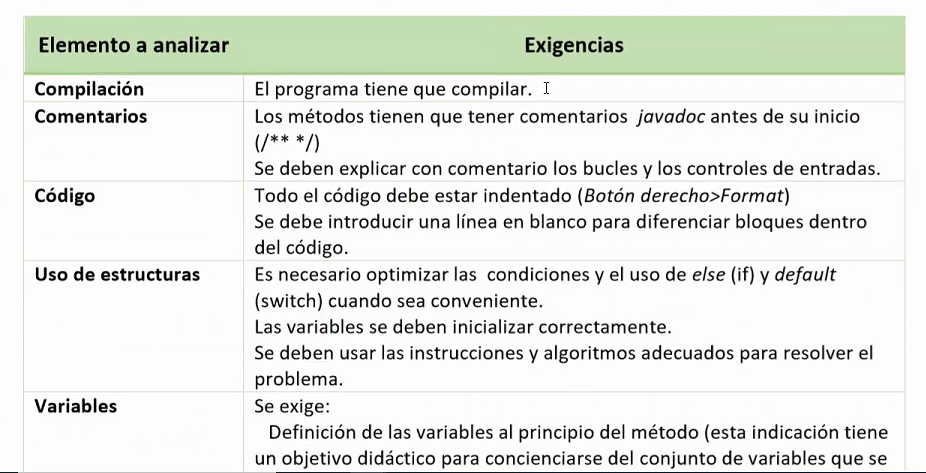 Elemento a analizar Exigencias
Compilación El programa tiene que compilar.
Comentarios Los métodos tienen que tener comentarios javadoc antes de su inicio
(/** */)
Se deben explicar con comentario los bucles y los controles de entradas.
Código Todo el código debe estar indentado (Botón derecho>Format)
Se debe introducir una línea en blanco para diferenciar bloques dentro
del código.
Uso de estructuras Es necesario optimizar las condiciones y el uso de else (if) y default
(switch) cuando sea conveniente.
Las variables se deben inicializar correctamente.
Se deben usar las instrucciones y algoritmos adecuados para resolver el
problema.
Variables Se exige:
Definición de las variables al principio del método (esta indicación tiene
un objetivo didáctico para concienciarse del conjunto de variables que se